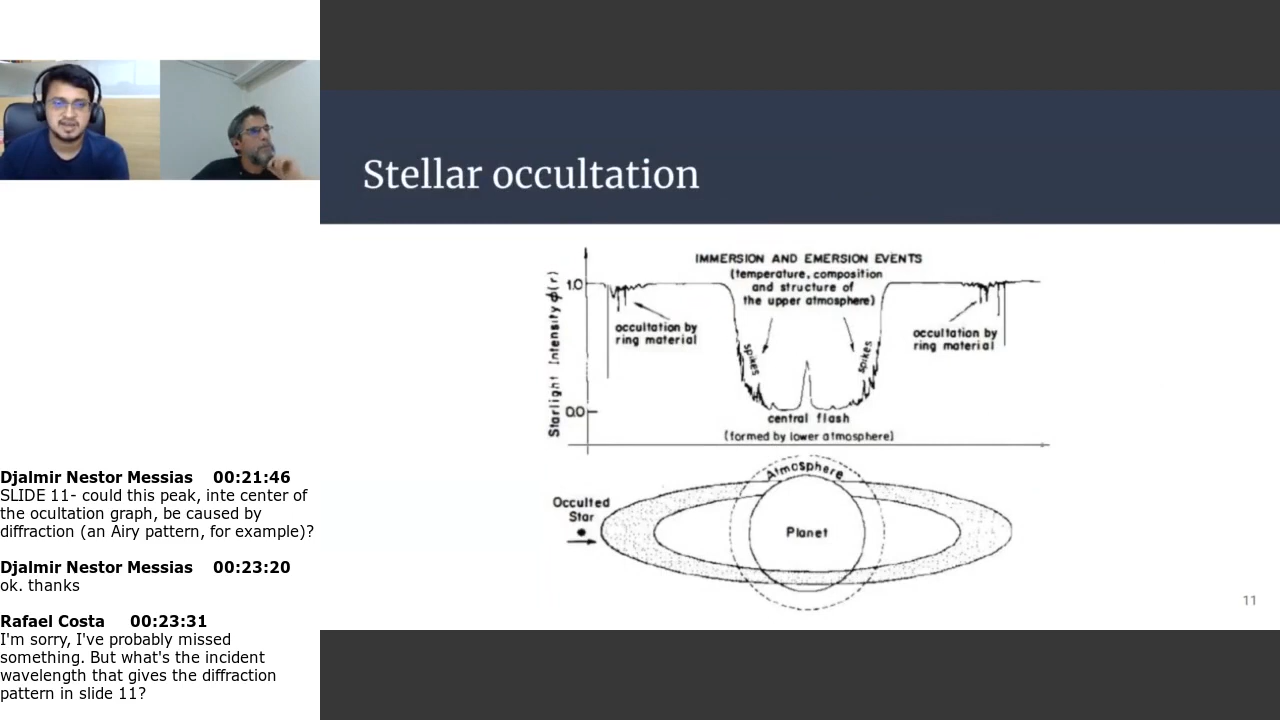 Stellar occultation
IMMERSION AND EMERSION EVENTS
(temperature, composition
and structure of
the upper atmosphere)
Starlight Intensity ϕ(r)
1.0
0.0
occultation by
ring material
spikes
spikes
occultation by
ring material
central flash
(formed by lower atmosphere)
Atmosphere
Occulted
Star
Planet
11
Djalmir Nestor Messias 00:21:46
SLIDE 11- could this peak, inte center of
the ocultation graph, be caused by
diffraction (an Airy pattern, for example)?
Djalmir Nestor Messias 00:23:20
ok. thanks
Rafael Costa 00:23:31
I'm sorry, I've probably missed
something. But what's the incident
wavelength that gives the diffraction
pattern in slide 11?